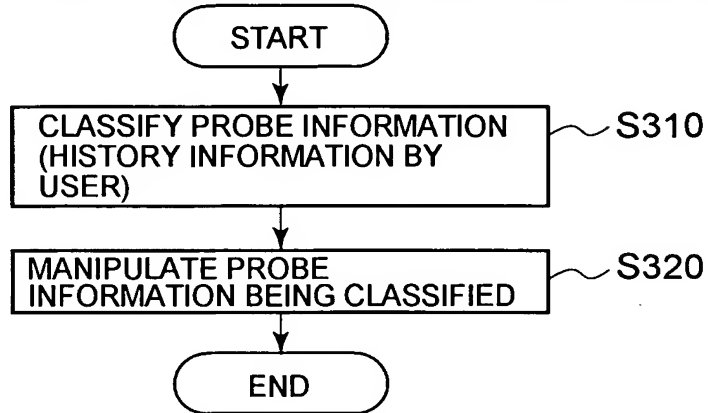 START
CLASSIFY PROBE INFORMATION
(HISTORY INFORMATION BY
USER)
S310
MANIPULATE PROBE
INFORMATION BEING CLASSIFIED
S320
END